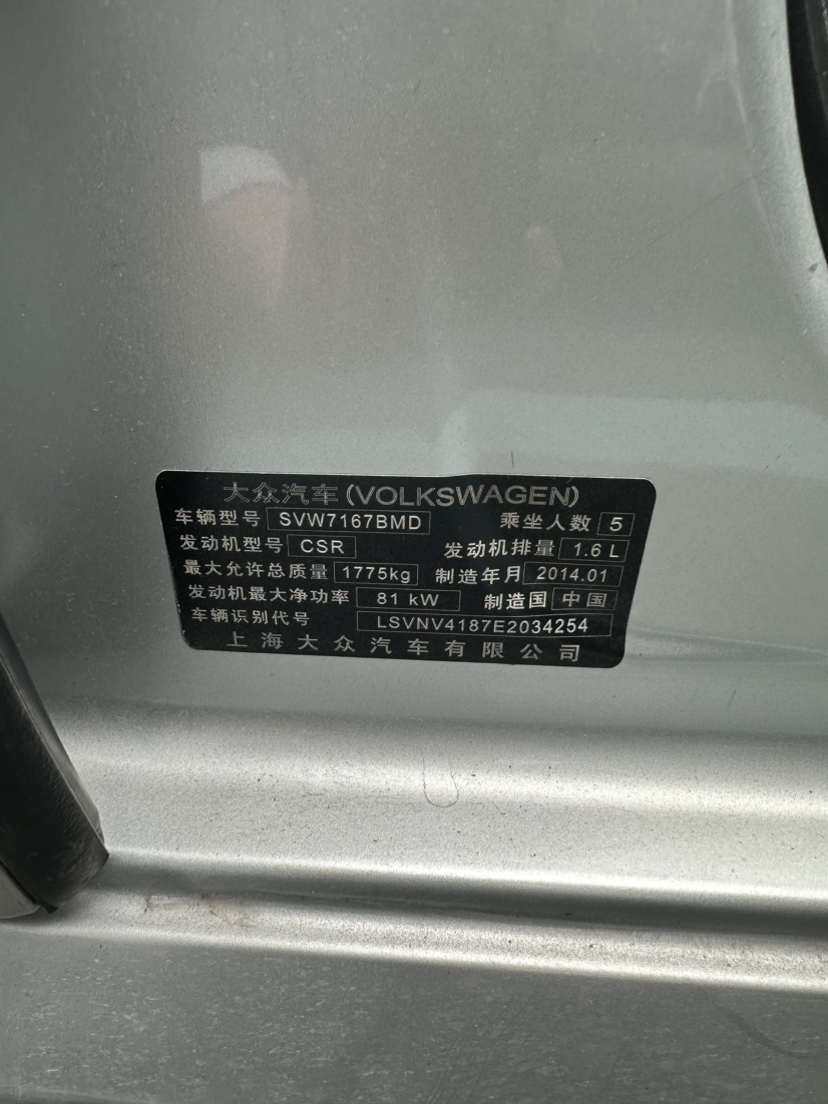 大众汽车(VOLKSWAGEN)
车辆型号 SVW7167BMD 乘坐人数 5
发动机型号 CSR 发动机排量 1.6 L
最大允许总质量 1775kg 制造年月 2014.01
发动机最大净功率 81 kW 制造国 中国
车辆识别代号 LSVNV4187E2034254
上海大众汽车有限公司